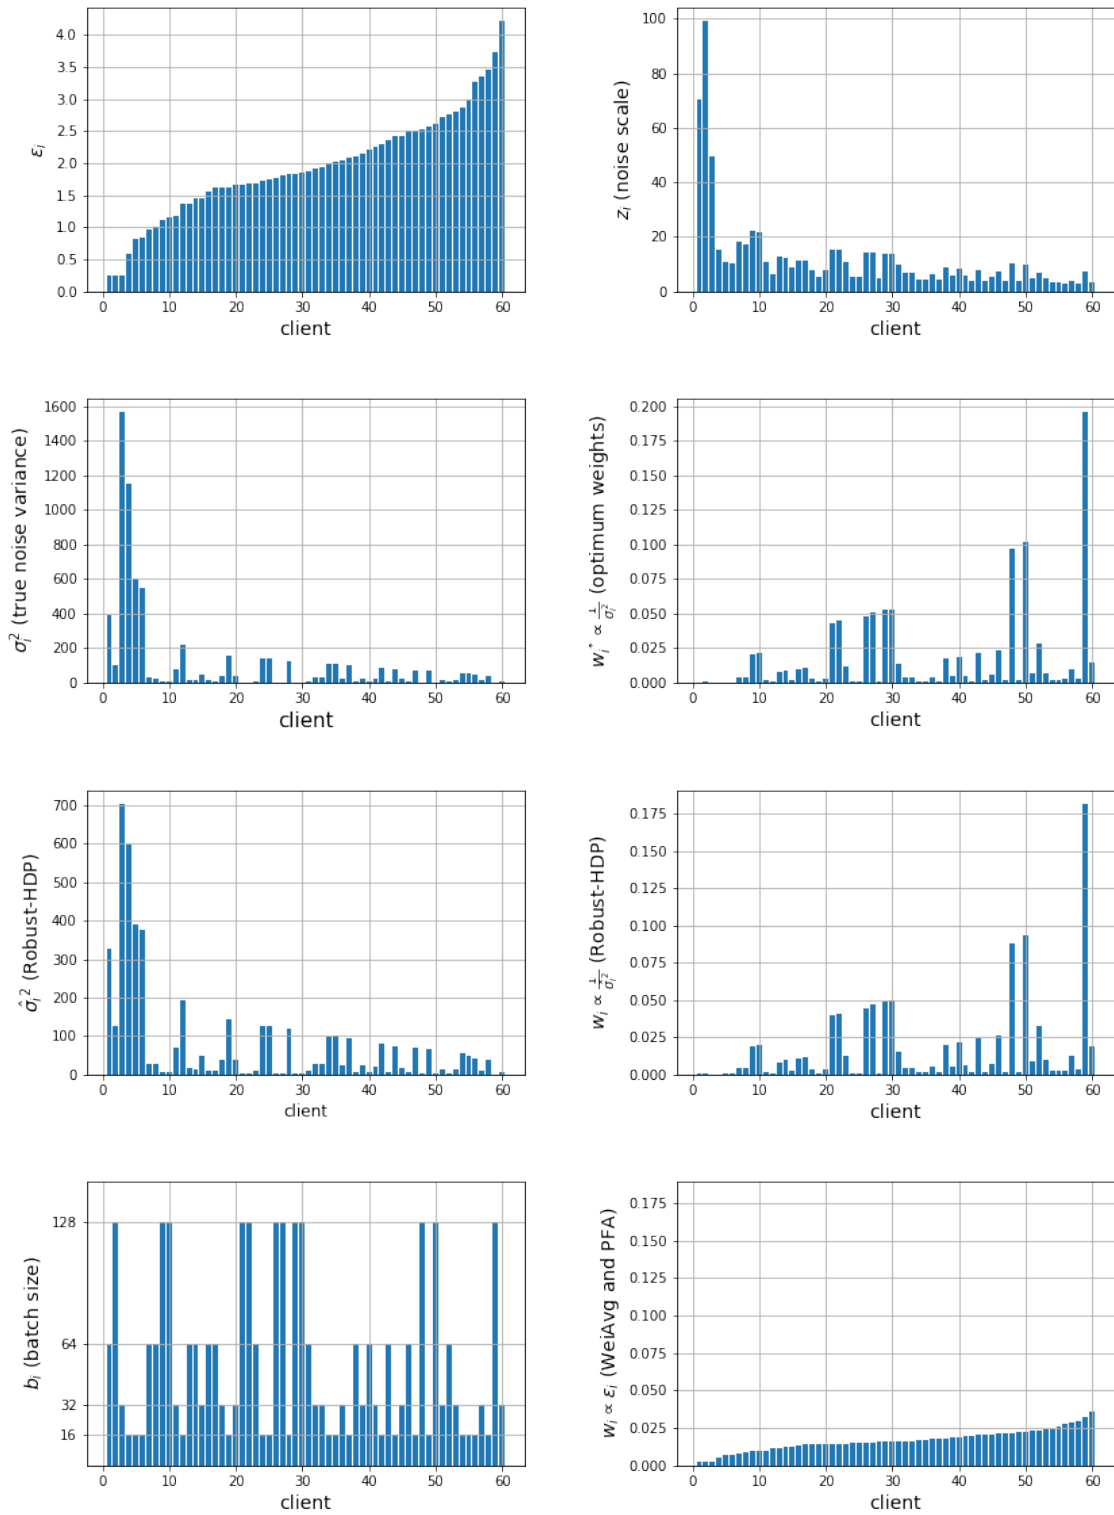 4.0
3.5
3.0
2.5
2.0
1.5
1.0
0.5
0.0
εᵢ
0 10 20 30 40 50 60
client
100
80
60
40
20
0
zᵢ (noise scale)
0 10 20 30 40 50 60
client
1600
1400
1200
1000
800
600
400
200
0
σᵢ² (true noise variance)
0 10 20 30 40 50 60
client
0.200
0.175
0.150
0.125
0.100
0.075
0.050
0.025
0.000
wᵢ* ∝ 1/σᵢ² (optimum weights)
0 10 20 30 40 50 60
client
700
600
500
400
300
200
100
0
σ̂ᵢ² (Robust-HDP)
0 10 20 30 40 50 60
client
0.175
0.150
0.125
0.100
0.075
0.050
0.025
0.000
wᵢ ∝ 1/σ̂ᵢ² (Robust-HDP)
0 10 20 30 40 50 60
client
128
64
32
16
bᵢ (batch size)
0 10 20 30 40 50 60
client
0.175
0.150
0.125
0.100
0.075
0.050
0.025
0.000
wᵢ ∝ εᵢ (WeiAvg and PFA)
0 10 20 30 40 50 60
client